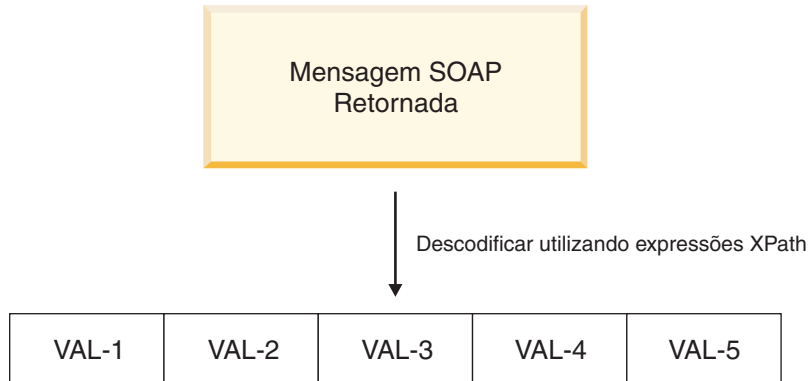 Mensagem SOAP
Retornada
Descodificar utilizando expressões XPath
VAL-1 VAL-2 VAL-3 VAL-4 VAL-5